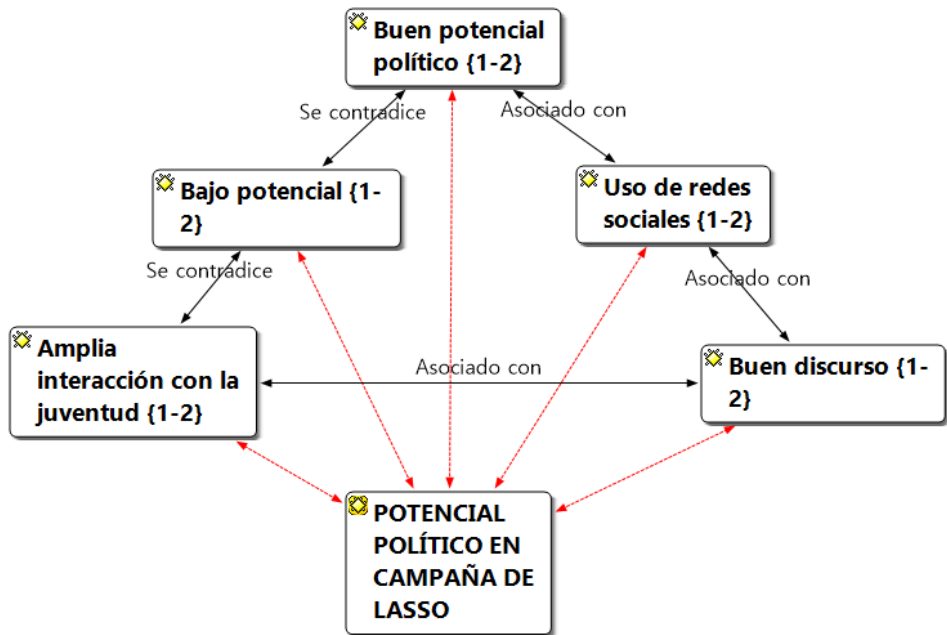 Buen potencial
político {1-2}
Se contradice
Asociado con
Bajo potencial {1-
2}
Uso de redes
sociales {1-2}
Se contradice
Asociado con
Amplia
interacción con la
juventud {1-2}
Asociado con
Buen discurso {1-
2}
POTENCIAL
POLÍTICO EN
CAMPAÑA DE
LASSO